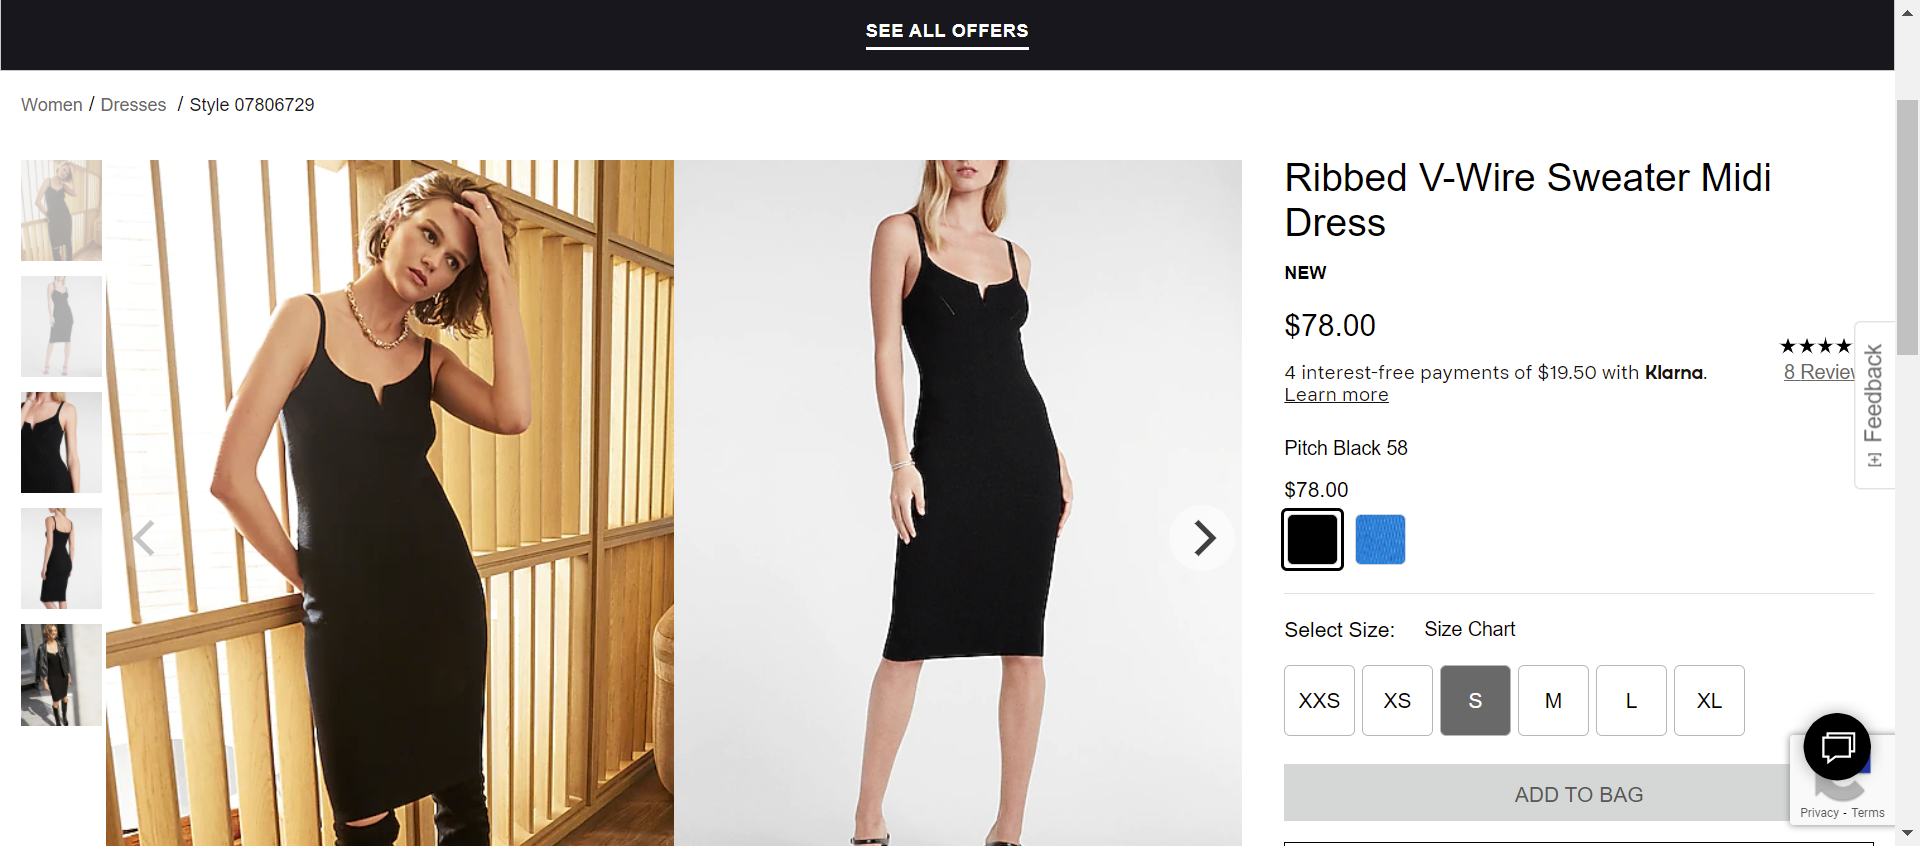 SEE ALL OFFERS
Women / Dresses / Style 07806729
Ribbed V-Wire Sweater Midi
Dress
NEW
$78.00
8 Review
4 interest-free payments of $19.50 with Klarna.
Learn more
[+] Feedback
Pitch Black 58
$78.00
Select Size: Size Chart
XXS XS S M L XL
ADD TO BAG
Privacy - Terms